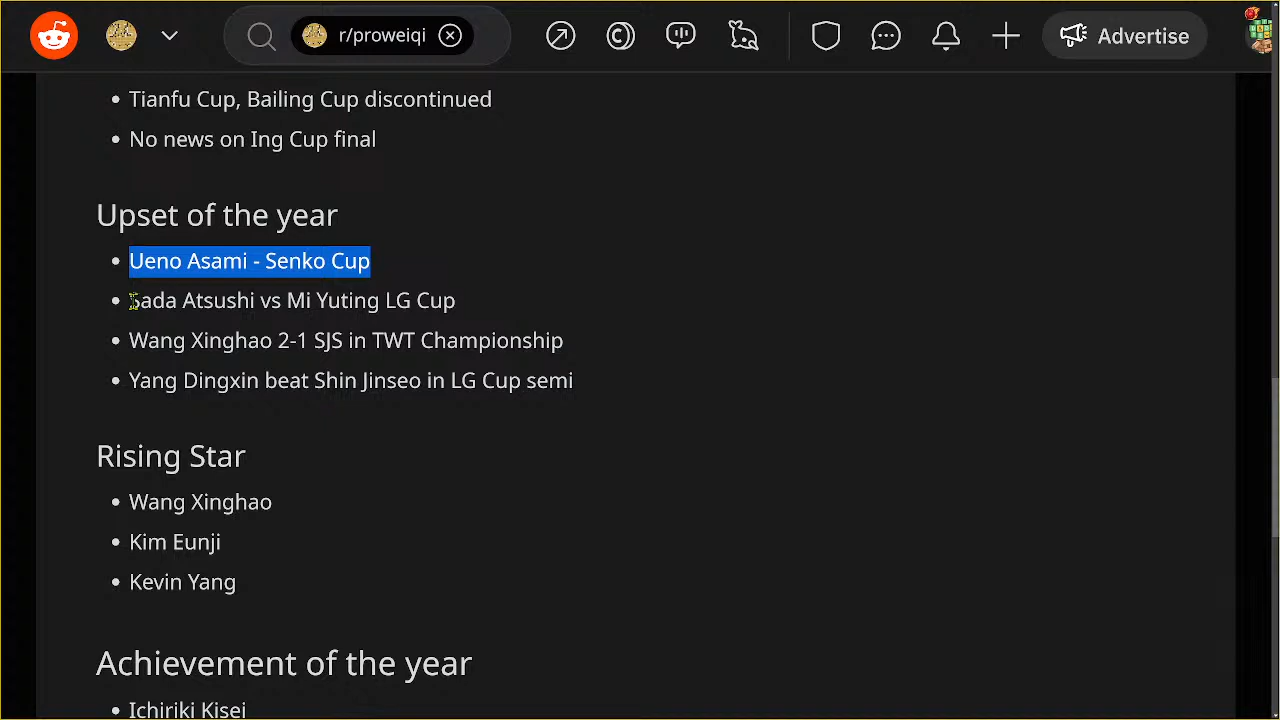 r/proweiqi
Advertise
Tianfu Cup, Bailing Cup discontinued
No news on Ing Cup final
Upset of the year
Ueno Asami - Senko Cup
Sada Atsushi vs Mi Yuting LG Cup
Wang Xinghao 2-1 SJS in TWT Championship
Yang Dingxin beat Shin Jinseo in LG Cup semi
Rising Star
Wang Xinghao
Kim Eunji
Kevin Yang
Achievement of the year
Ichiriki Kisei